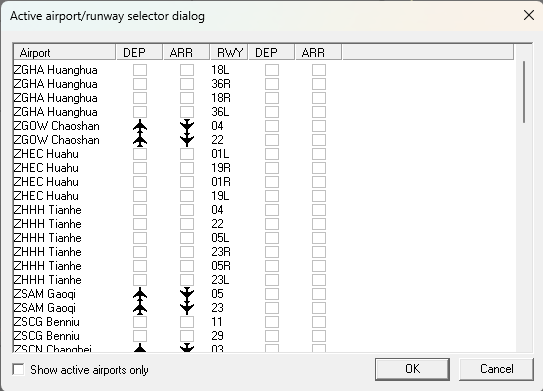 Active airport/runway selector dialog
Airport DEP ARR RWY DEP ARR
ZGHA Huanghua 18L
ZGHA Huanghua 36R
ZGHA Huanghua 18R
ZGHA Huanghua 36L
ZGOW Chaoshan 04
ZGOW Chaoshan 22
ZHEC Huahu 01L
ZHEC Huahu 19R
ZHEC Huahu 01R
ZHEC Huahu 19L
ZHHH Tianhe 04
ZHHH Tianhe 22
ZHHH Tianhe 05L
ZHHH Tianhe 23R
ZHHH Tianhe 05R
ZHHH Tianhe 23L
ZSAM Gaoqi 05
ZSAM Gaoqi 23
ZSCG Benniu 11
ZSCG Benniu 29
ZSCN Changbei 03
Show active airports only
OK
Cancel